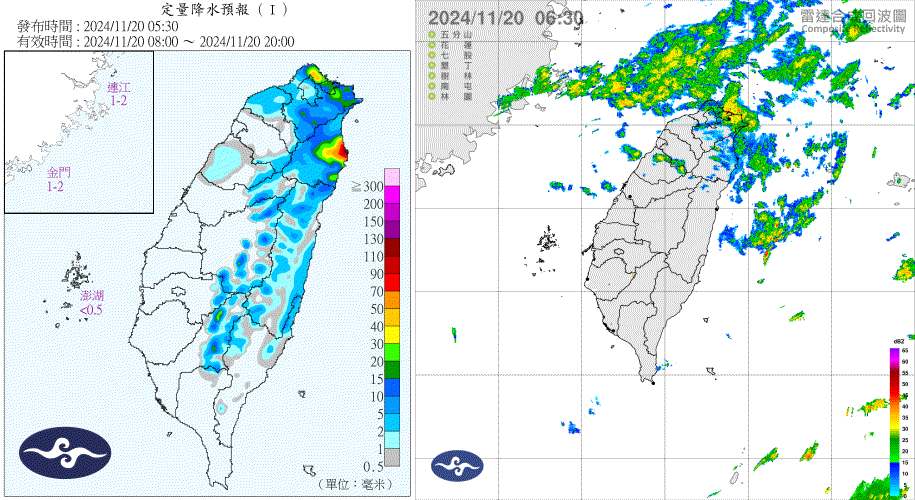 定量降水預報 ( I )
發布時間 : 2024/11/20 05:30
有效時間 : 2024/11/20 08:00 ～ 2024/11/20 20:00
連江
1-2
金門
1-2
澎湖
<0.5
≥ 300
200
150
130
110
90
70
50
40
30
20
15
10
5
2
1
0.5
（單位：毫米）
2024/11/20 06:30
五分山
花蓮
七股
墾丁
樹林
南屯
林園
雷達合成回波圖
Composite Reflectivity
dBZ
65
60
55
50
45
40
35
30
25
20
15
10
5
0